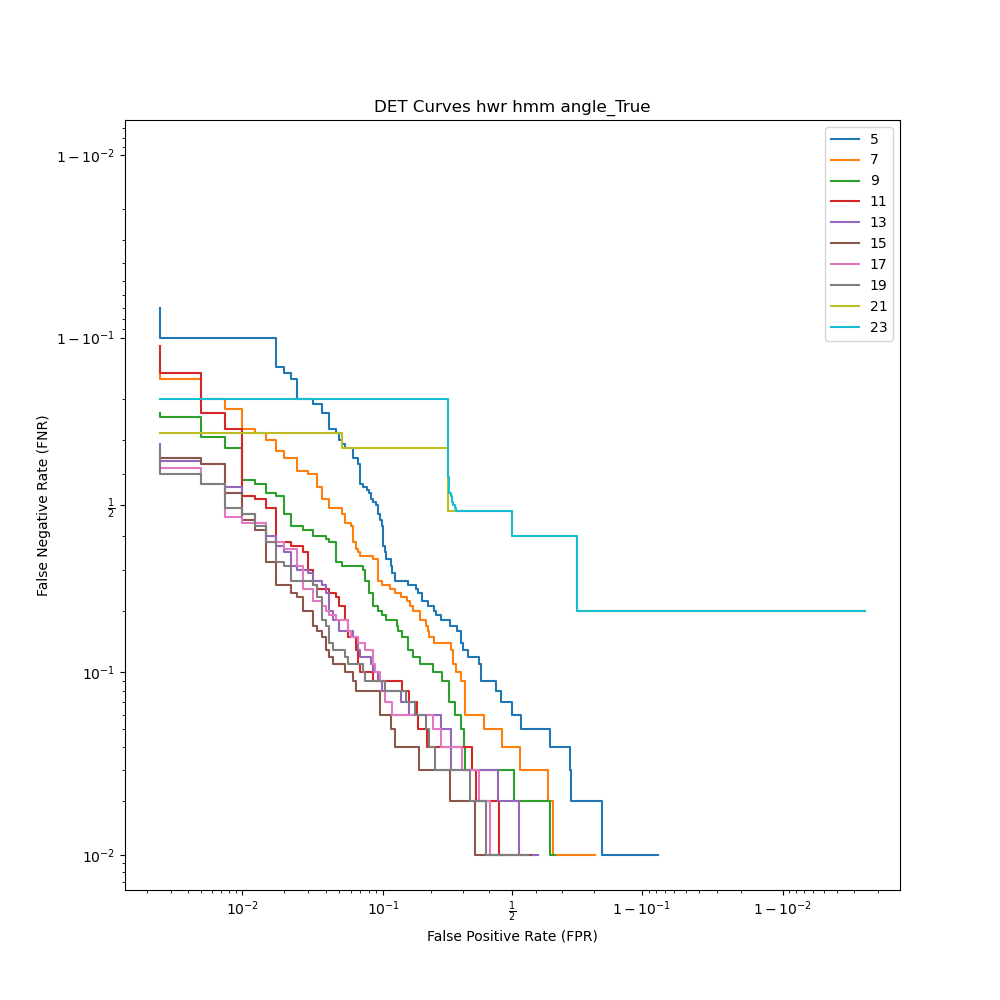 DET Curves hwr hmm angle_True
5
7
9
11
13
15
17
19
21
23
False Negative Rate (FNR)
1 − 10⁻²
1 − 10⁻¹
1/2
10⁻¹
10⁻²
10⁻² 10⁻¹ 1/2 1 − 10⁻¹ 1 − 10⁻²
False Positive Rate (FPR)